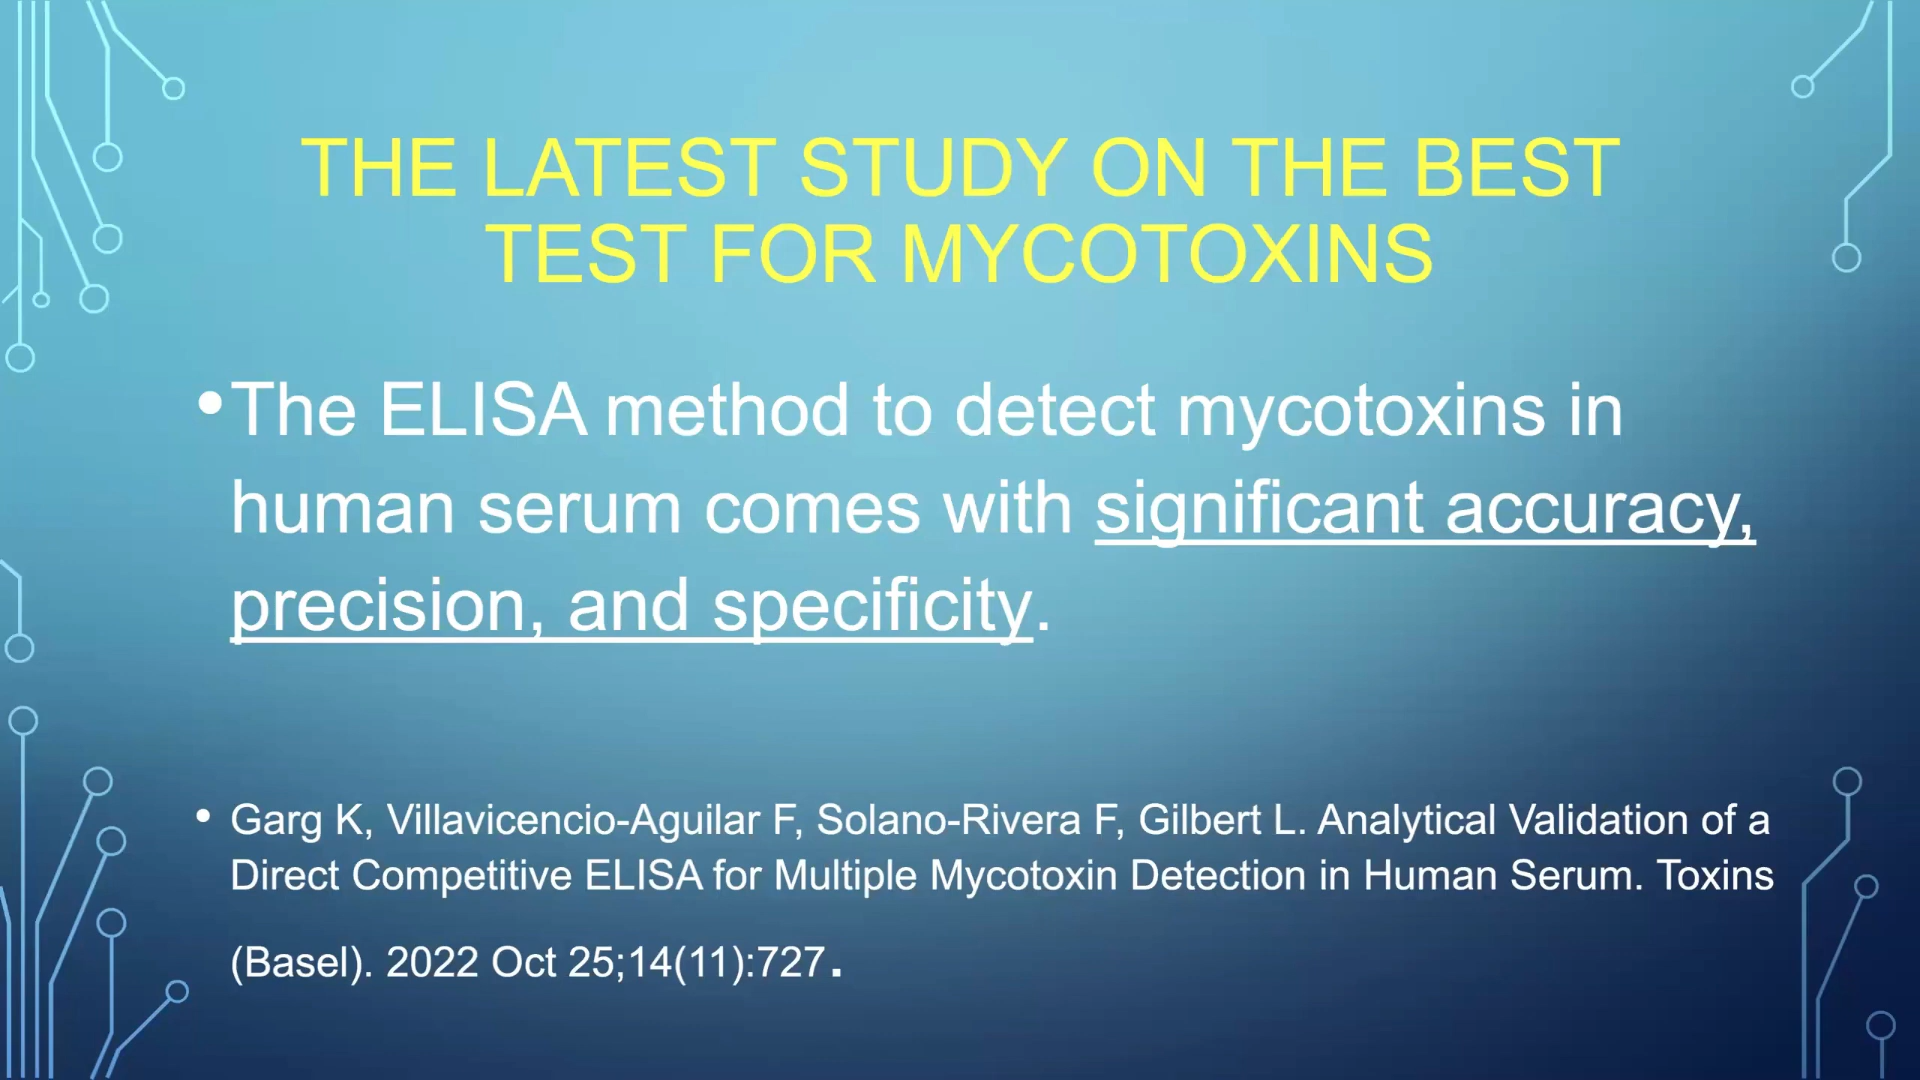 THE LATEST STUDY ON THE BEST
TEST FOR MYCOTOXINS
•The ELISA method to detect mycotoxins in
human serum comes with significant accuracy,
precision, and specificity.
• Garg K, Villavicencio-Aguilar F, Solano-Rivera F, Gilbert L. Analytical Validation of a
Direct Competitive ELISA for Multiple Mycotoxin Detection in Human Serum. Toxins
(Basel). 2022 Oct 25;14(11):727.